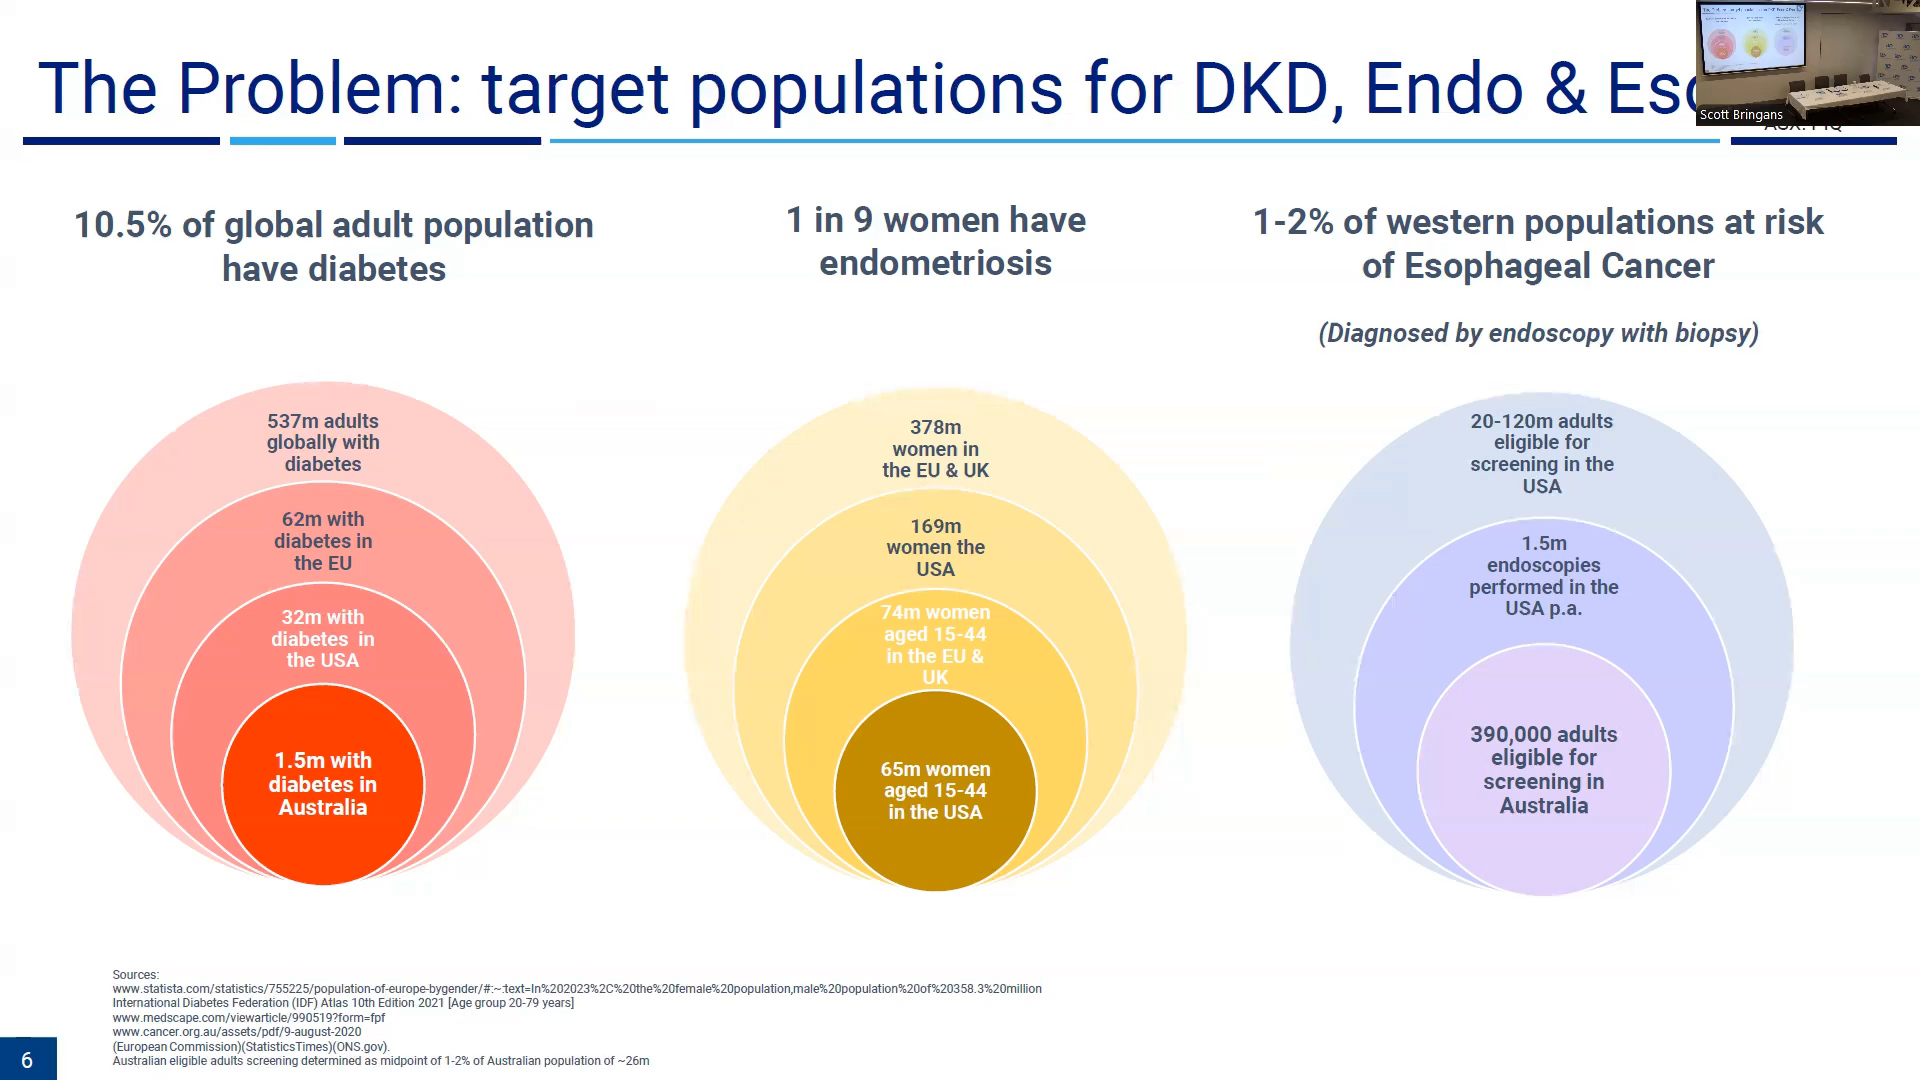 The Problem: target populations for DKD, Endo & Eso
Scott Bringans
10.5% of global adult population
have diabetes
1 in 9 women have
endometriosis
1-2% of western populations at risk
of Esophageal Cancer
(Diagnosed by endoscopy with biopsy)
537m adults
globally with
diabetes
62m with
diabetes in
the EU
32m with
diabetes in
the USA
1.5m with
diabetes in
Australia
378m
women in
the EU & UK
169m
women the
USA
74m women
aged 15-44
in the EU &
UK
65m women
aged 15-44
in the USA
20-120m adults
eligible for
screening in the
USA
1.5m
endoscopies
performed in the
USA p.a.
390,000 adults
eligible for
screening in
Australia
Sources:
www.statista.com/statistics/755225/population-of-europe-bygender/#:~:text=In%202023%2C%20the%20female%20population,male%20population%20of%20358.3%20million
International Diabetes Federation (IDF) Atlas 10th Edition 2021 [Age group 20-79 years]
www.medscape.com/viewarticle/990519?form=fpf
www.cancer.org.au/assets/pdf/9-august-2020
(European Commission)(StatisticsTimes)(ONS.gov).
Australian eligible adults screening determined as midpoint of 1-2% of Australian population of ~26m
6